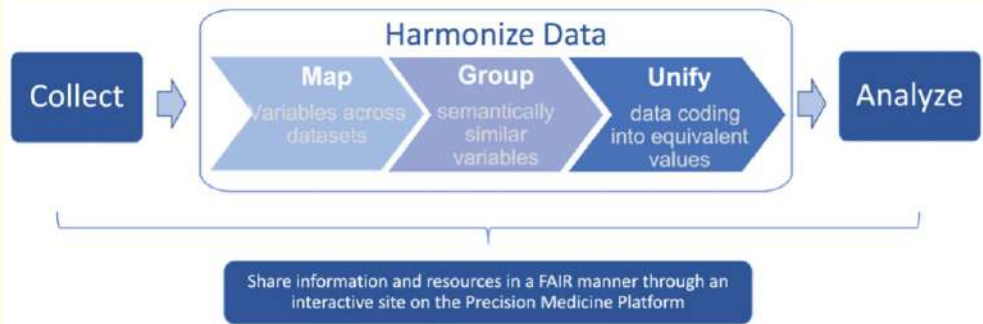 Harmonize Data
Collect
Map
Variables across
datasets
Group
semantically
similar
variables
Unify
data coding
into equivalent
values
Analyze
Share information and resources in a FAIR manner through an
interactive site on the Precision Medicine Platform